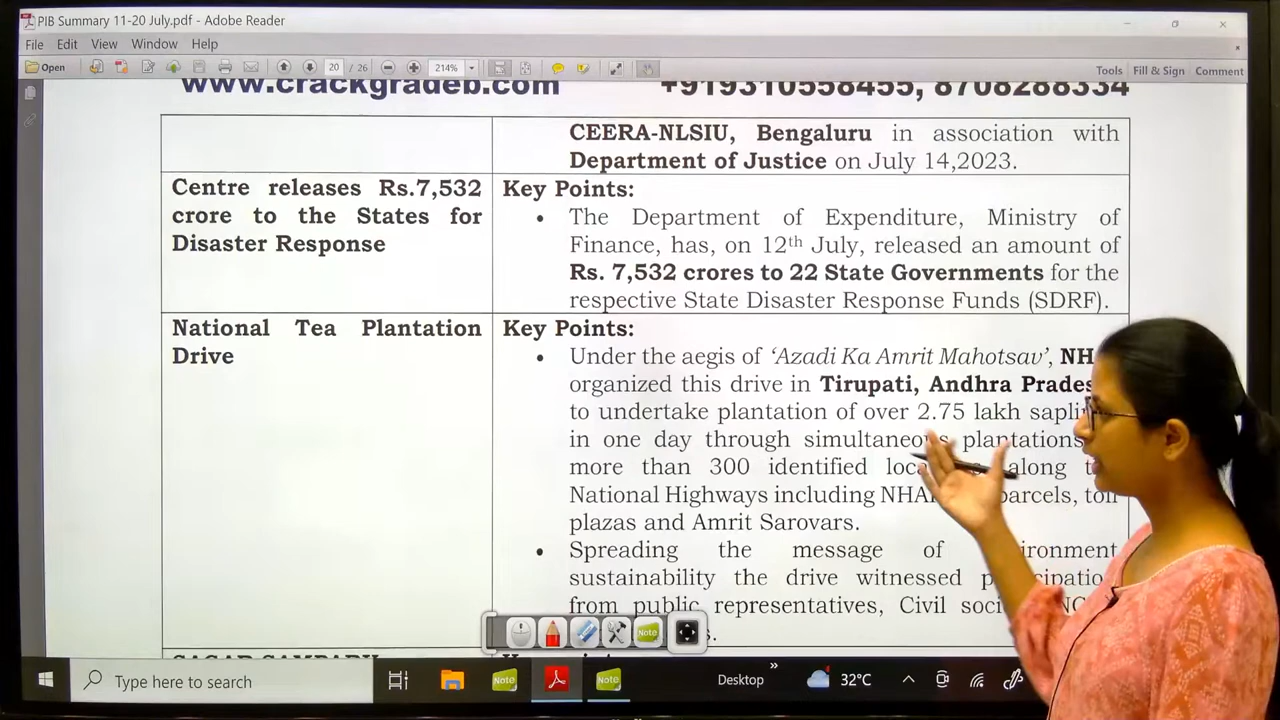 PIB Summary 11-20 July.pdf - Adobe Reader
File Edit View Window Help
Open 20 / 26 214% Tools Fill & Sign Comment
www.crackgradeb.com +919310558455, 8708288334
CEERA-NLSIU, Bengaluru in association with
Department of Justice on July 14,2023.
Centre releases Rs.7,532
crore to the States for
Disaster Response
Key Points:
• The Department of Expenditure, Ministry of
Finance, has, on 12th July, released an amount of
Rs. 7,532 crores to 22 State Governments for the
respective State Disaster Response Funds (SDRF).
National Tea Plantation
Drive
Key Points:
• Under the aegis of 'Azadi Ka Amrit Mahotsav',
organized this drive in Tirupati, Andhra
to undertake plantation of over 2.75 lakh
in one day through simultaneous plantations
more than 300 identified along
National Highways including parcels, toll
plazas and Amrit Sarovars.
• Spreading the message of
sustainability the drive witnessed
from public representatives, Civil
Note
Type here to search
Note
Note
Desktop
32°C